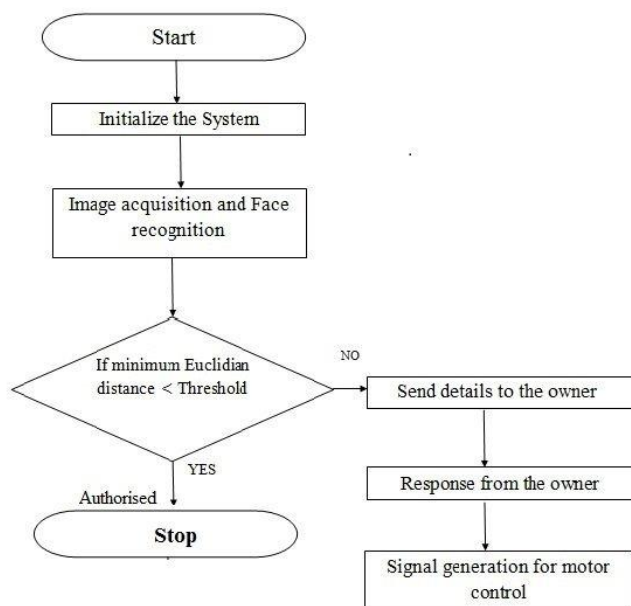 Start
Initialize the System
Image acquisition and Face
recognition
If minimum Euclidian
distance < Threshold
NO
Send details to the owner
YES
Response from the owner
Authorised
Stop
Signal generation for motor
control